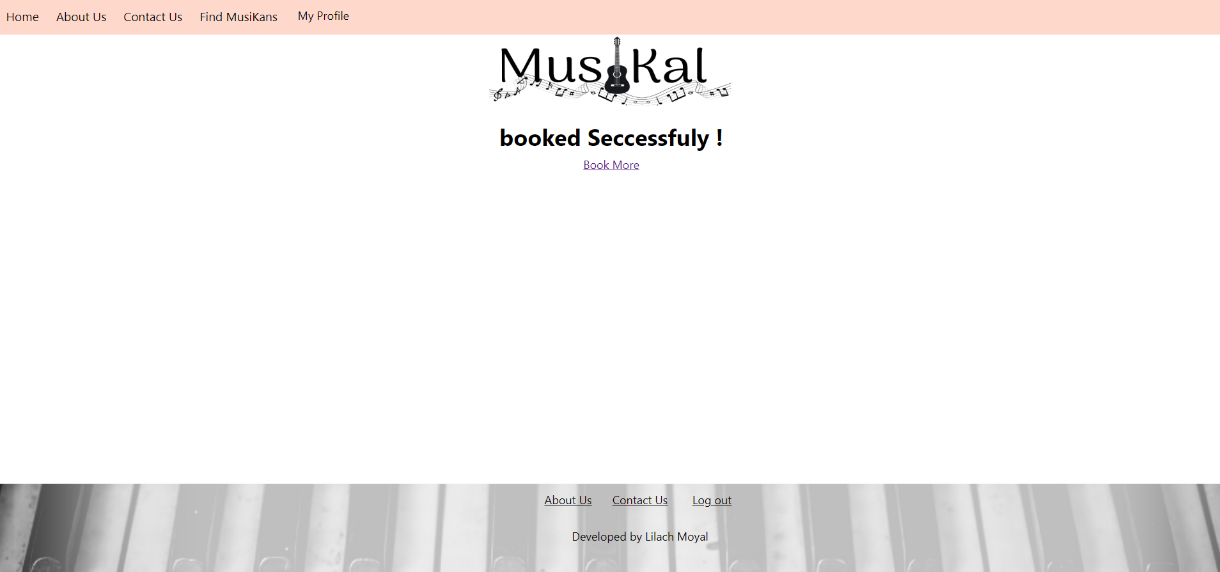 Home About Us Contact Us Find MusiKans My Profile
MusiKal
booked Seccessfuly !
Book More
About Us Contact Us Log out
Developed by Lilach Moyal